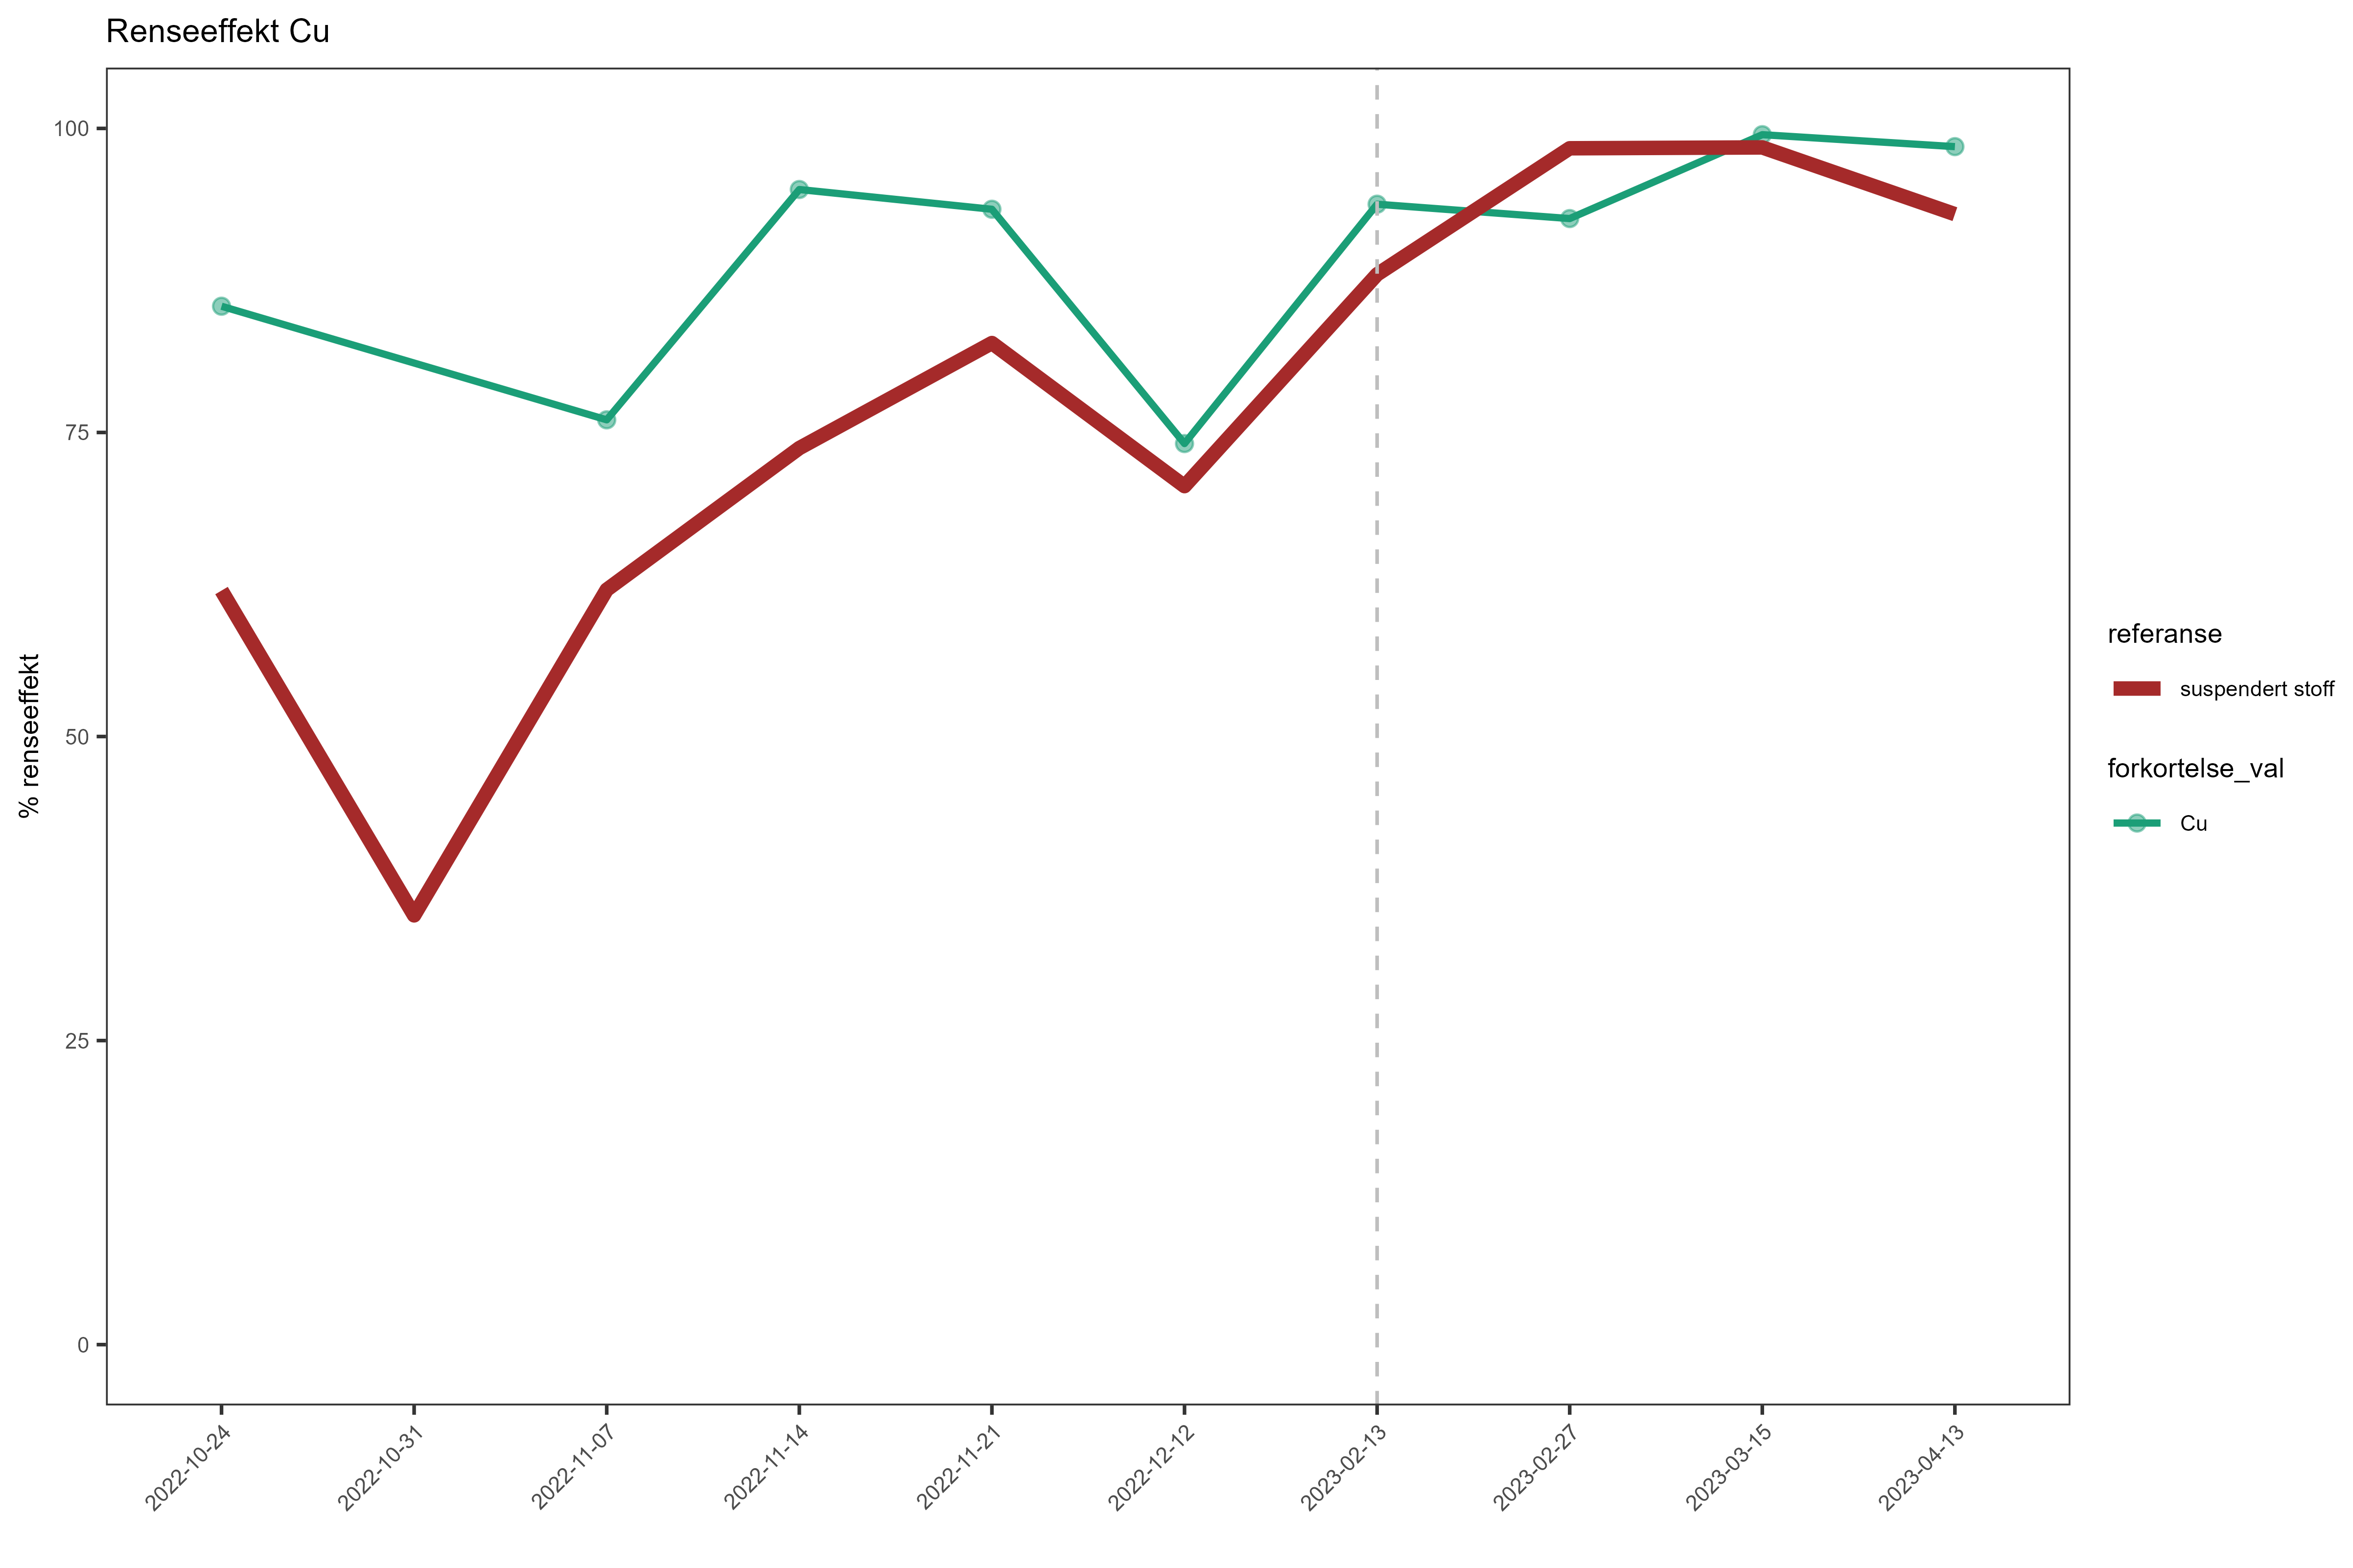 Renseeffekt Cu
% renseeffekt
100
75
50
25
0
2022-10-24
2022-10-31
2022-11-07
2022-11-14
2022-11-21
2022-12-12
2023-02-13
2023-02-27
2023-03-15
2023-04-13
referanse
suspendert stoff
forkortelse_val
Cu